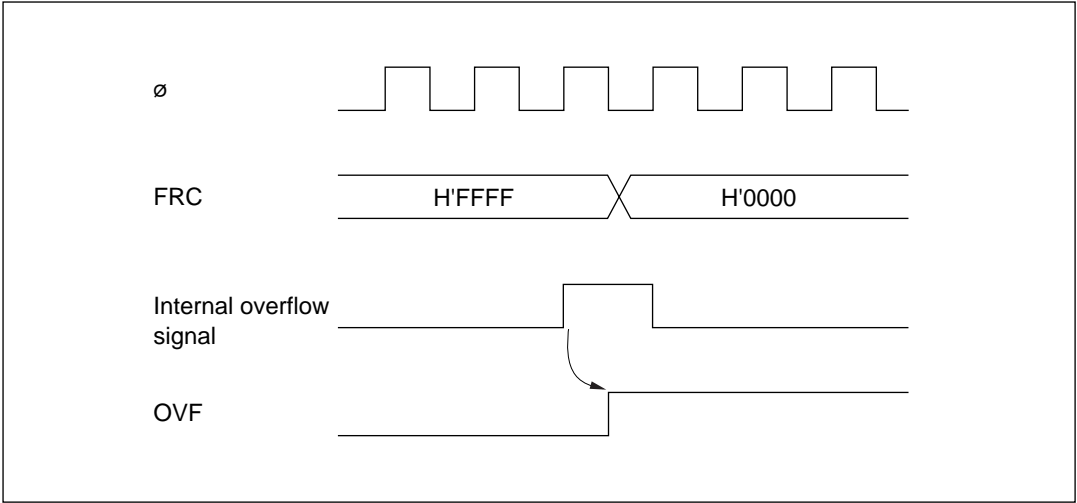 ø
FRC
H'FFFF
H'0000
Internal overflow
signal
OVF